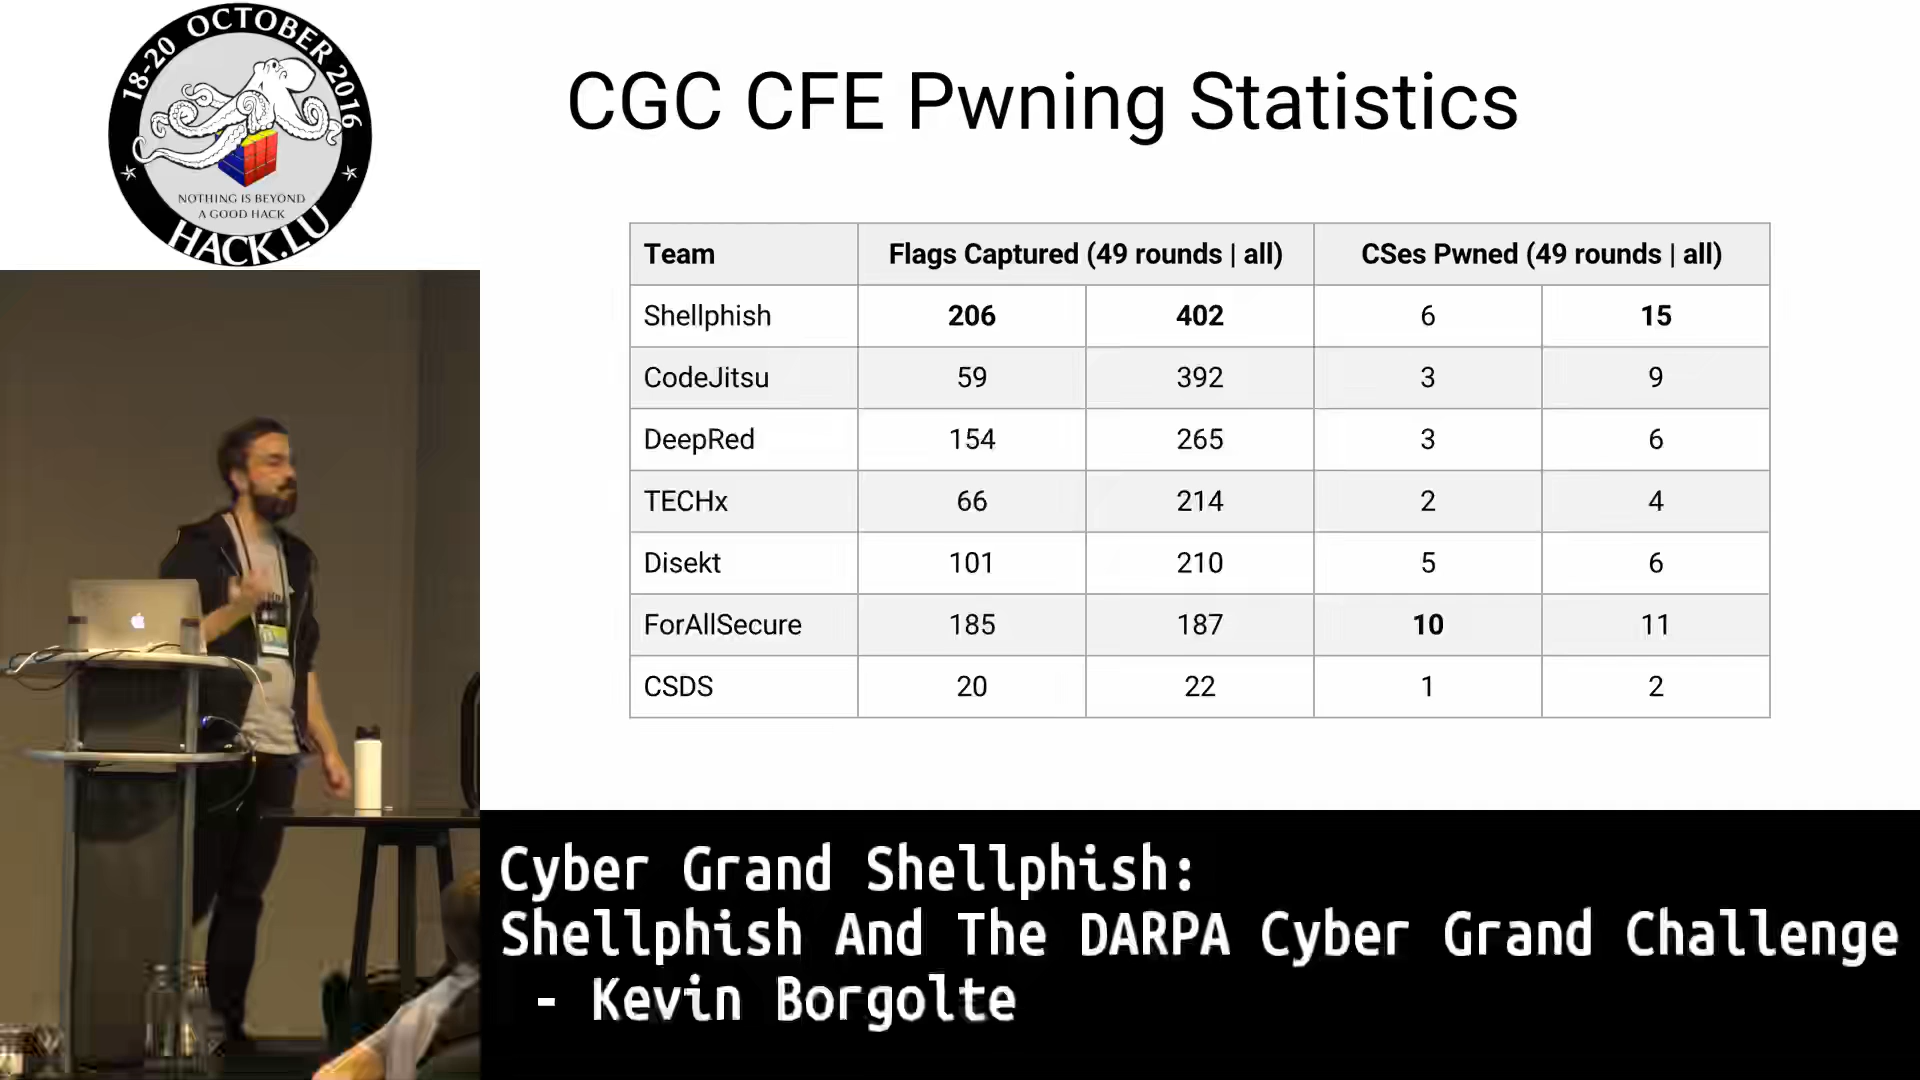 18-20 OCTOBER 2016
NOTHING IS BEYOND
A GOOD HACK
HACK.LU
CGC CFE Pwning Statistics
Team Flags Captured (49 rounds | all) CSes Pwned (49 rounds | all)
Shellphish 206 402 6 15
CodeJitsu 59 392 3 9
DeepRed 154 265 3 6
TECHx 66 214 2 4
Disekt 101 210 5 6
ForAllSecure 185 187 10 11
CSDS 20 22 1 2
Cyber Grand Shellphish:
Shellphish And The DARPA Cyber Grand Challenge
- Kevin Borgolte